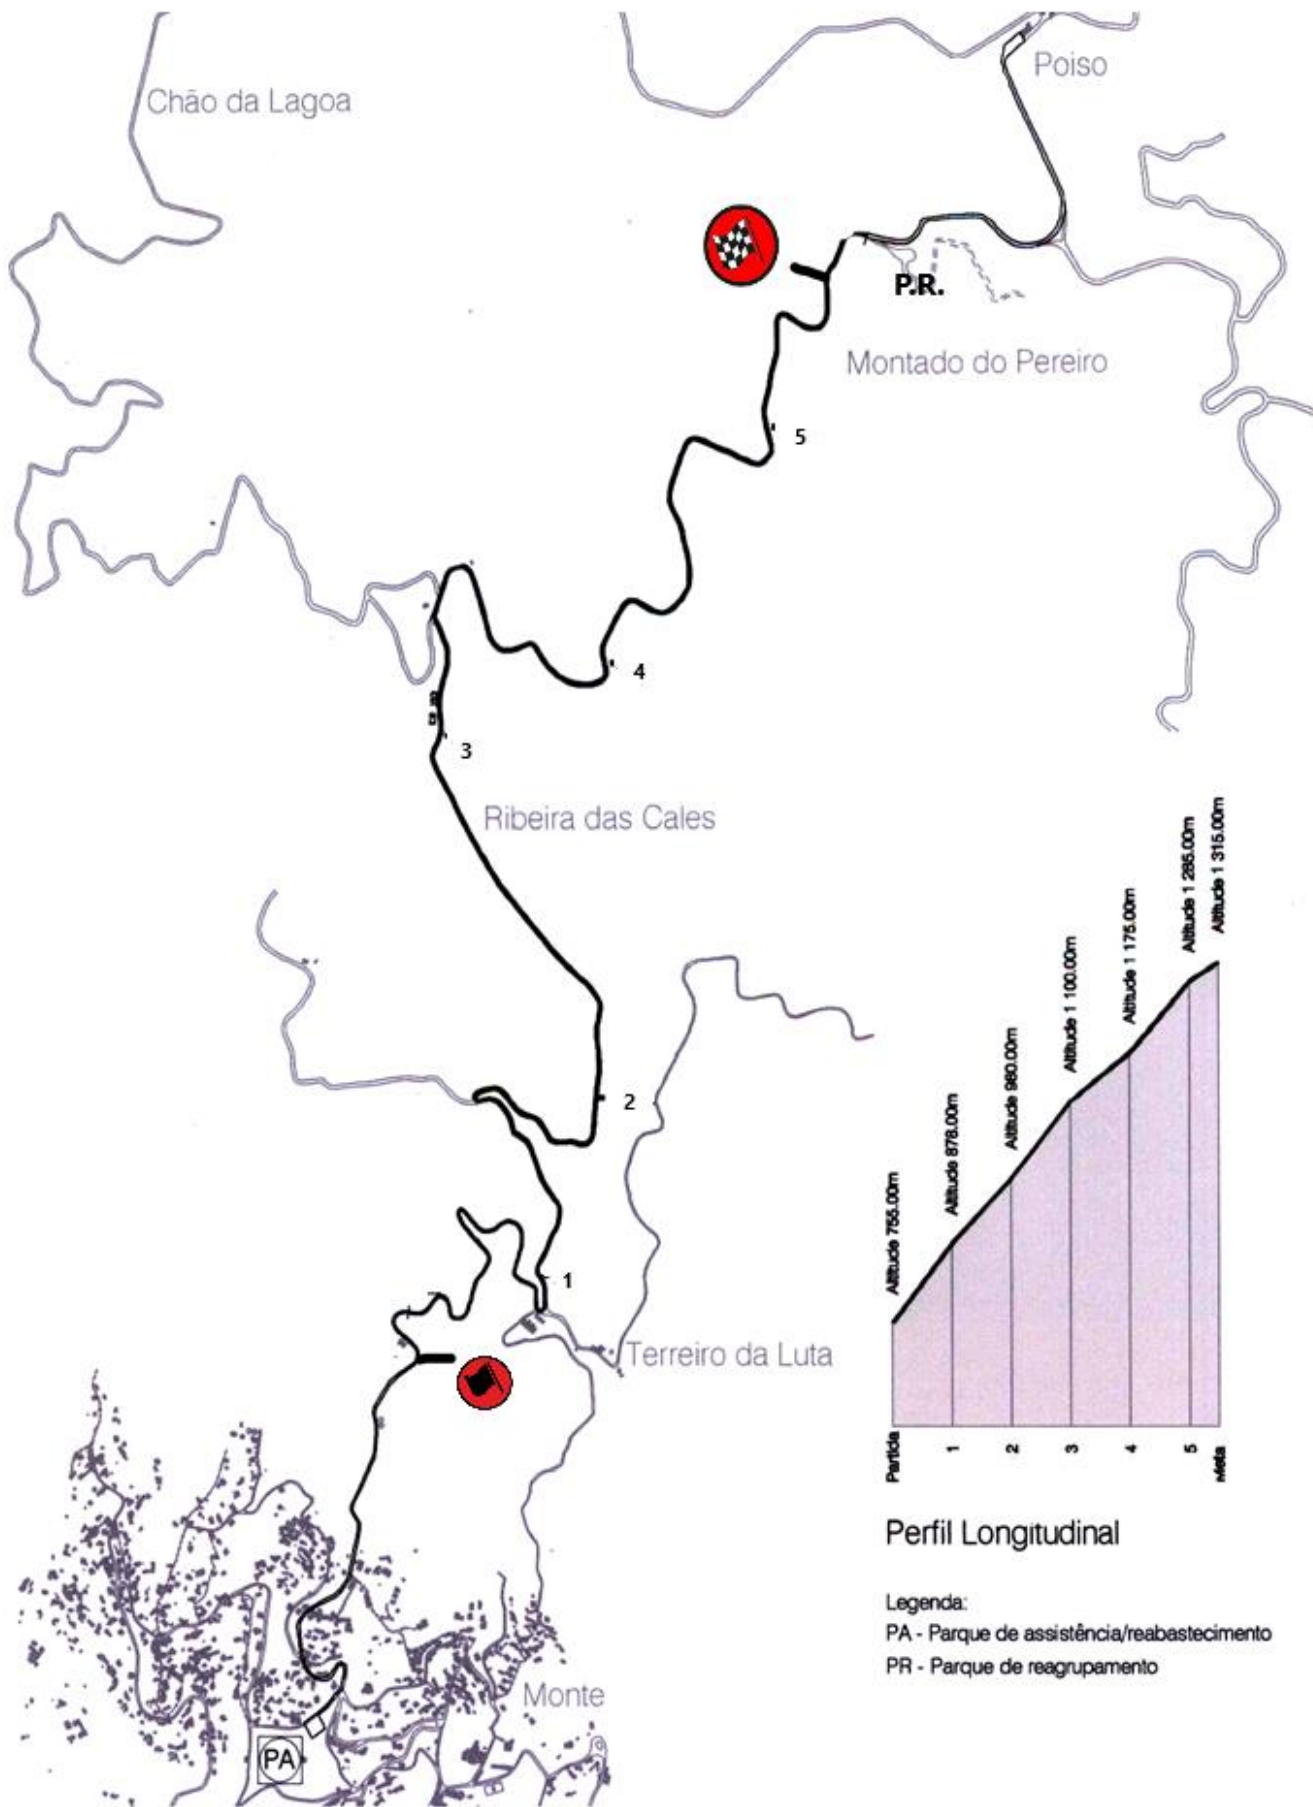 Poiso
Chão da Lagoa
P.R.
Montado do Pereiro
5
4
3
Ribeira das Cales
2
1
Terreiro da Luta
Monte
PA
Altitude 755.00m
Altitude 878.00m
Altitude 980.00m
Altitude 1 100.00m
Altitude 1 175.00m
Altitude 1 285.00m
Altitude 1 315.00m
Partida
1
2
3
4
5
Meta
Perfil Longitudinal
Legenda:
PA - Parque de assistência/reabastecimento
PR - Parque de reagrupamento